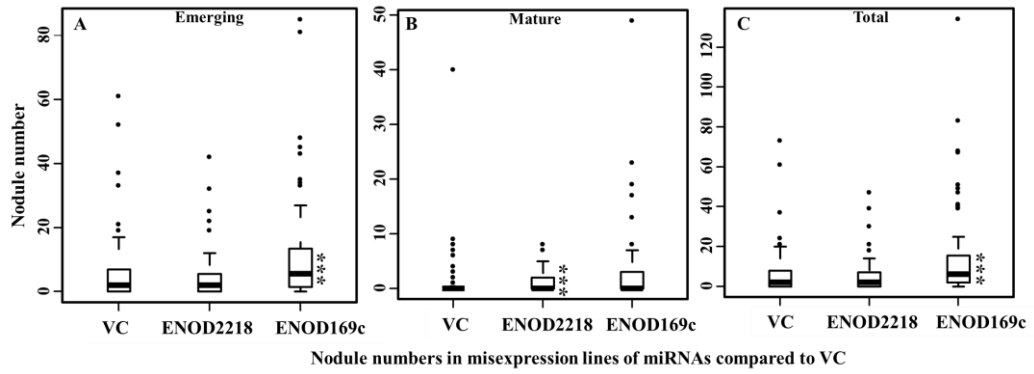 A Emerging
B Mature
C Total
Nodule number
80
60
40
20
0
50
40
30
20
10
0
120
100
80
60
40
20
0
***
***
***
VC ENOD2218 ENOD169c
VC ENOD2218 ENOD169c
VC ENOD2218 ENOD169c
Nodule numbers in misexpression lines of miRNAs compared to VC